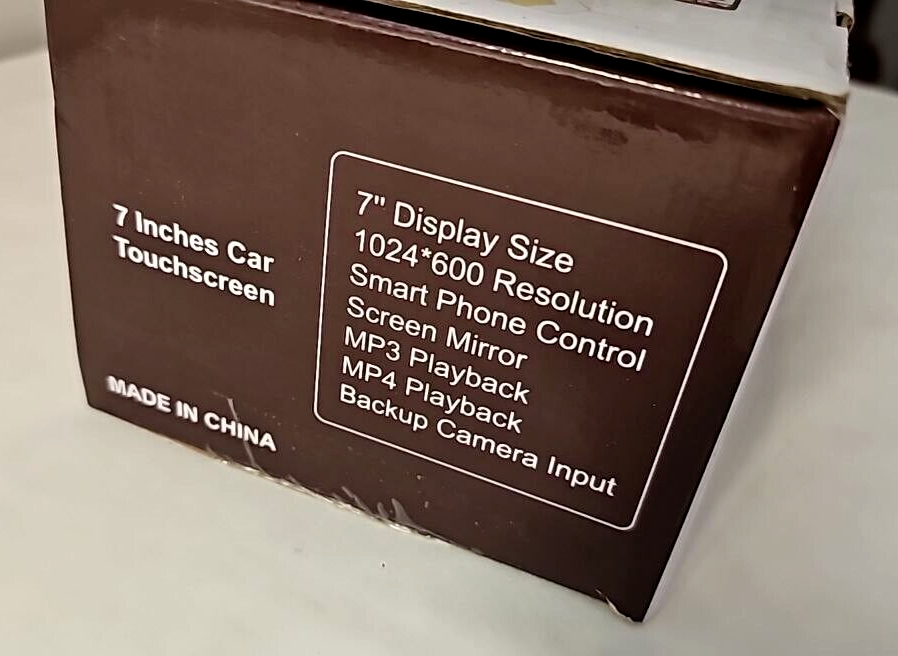 7 Inches Car
Touchscreen
MADE IN CHINA
7" Display Size
1024*600 Resolution
Smart Phone Control
Screen Mirror
MP3 Playback
MP4 Playback
Backup Camera Input